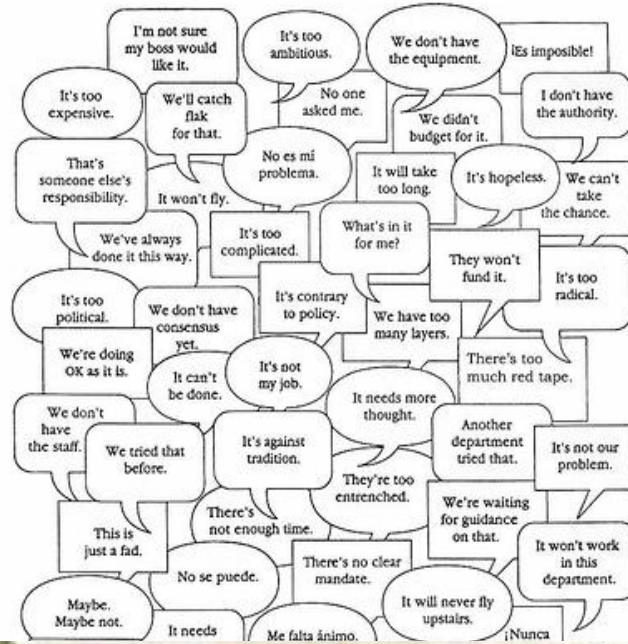 I'm not sure
my boss would
like it.
It's too
ambitious.
We don't have
the equipment.
¡Es imposible!
It's too
expensive.
We'll catch
flak
for that.
No one
asked me.
We didn't
budget for it.
I don't have
the authority.
That's
someone else's
responsibility.
It won't fly.
No es mí
problema.
It will take
too long.
It's hopeless.
We can't
take
the chance.
We've always
done it this way.
It's too
complicated.
What's in it
for me?
They won't
fund it.
It's too
radical.
It's too
political.
We don't have
consensus
yet.
It's contrary
to policy.
We have too
many layers.
We're doing
OK as it is.
It can't
be done.
It's not
my job.
It needs more
thought.
There's too
much red tape.
We don't
have
the staff.
We tried that
before.
It's against
tradition.
They're too
entrenched.
Another
department
tried that.
It's not our
problem.
This is
just a fad.
There's
not enough time.
We're waiting
for guidance
on that.
It won't work
in this
department.
No se puede.
There's no clear
mandate.
It will never fly
upstairs.
Maybe.
Maybe not.
It needs
Me falta ánimo.
¡Nunca